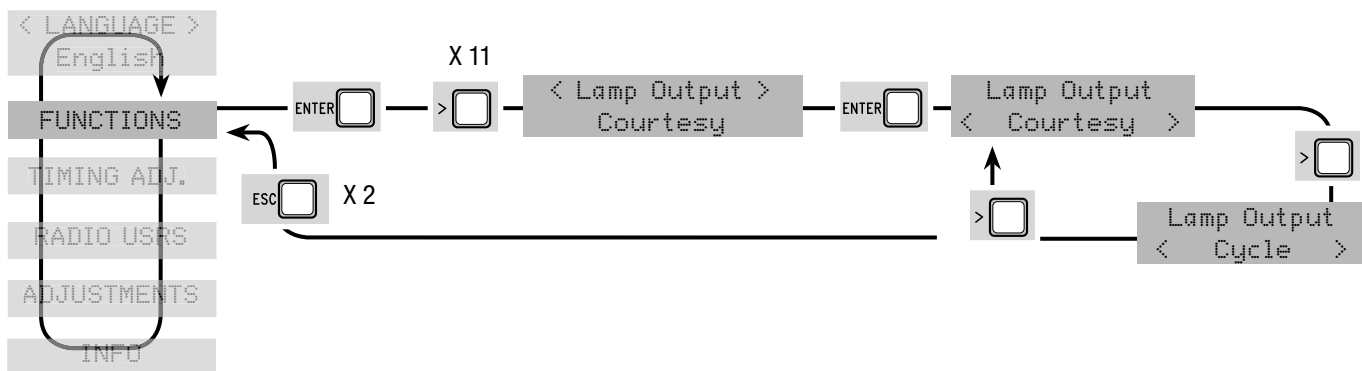 < LANGUAGE >
English
FUNCTIONS
TIMING ADJ.
RADIO USRS
ADJUSTMENTS
INFO
ENTER
X 11
>
< Lamp Output >
Courtesy
ENTER
Lamp Output
< Courtesy >
>
Lamp Output
< Cycle >
>
ESC
X 2